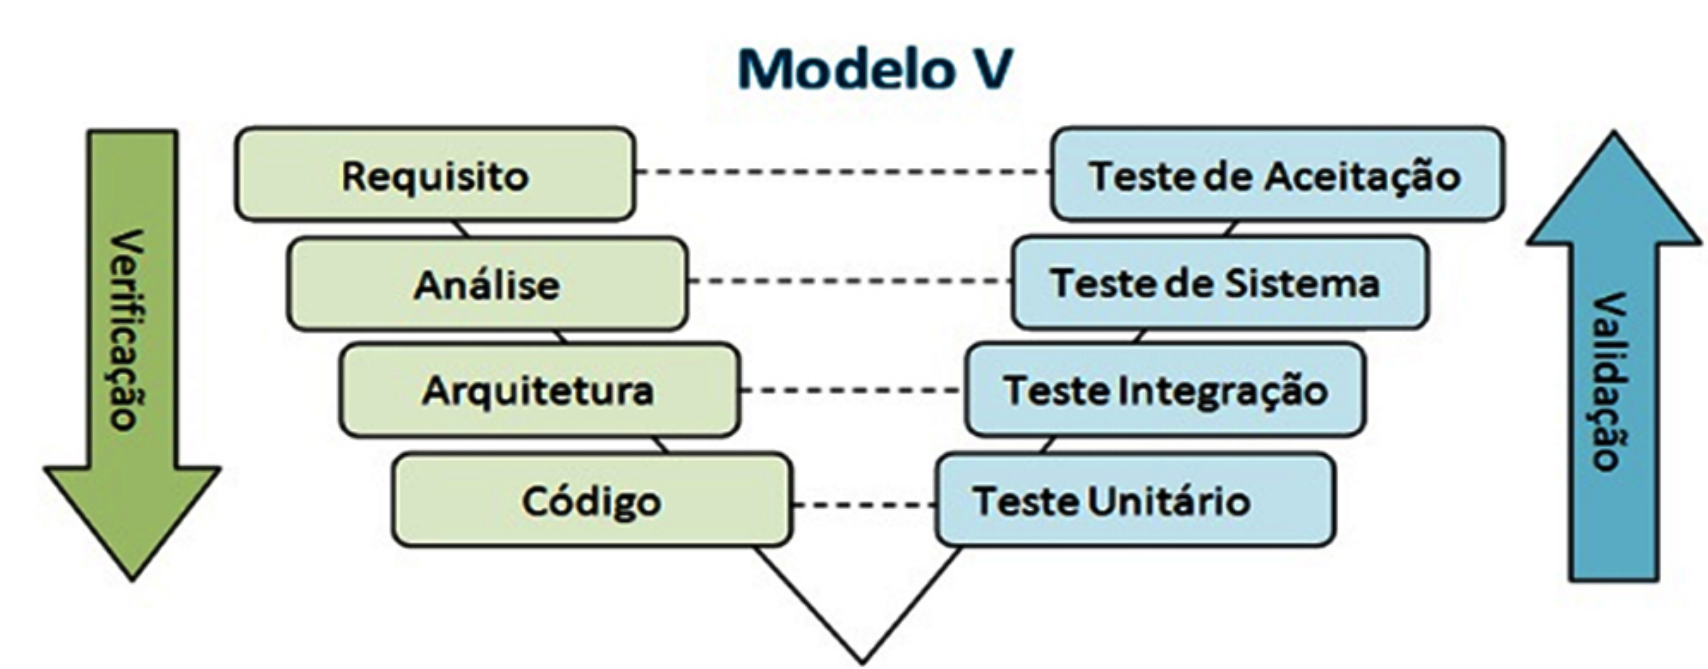 Modelo V
Verificação
Requisito
Teste de Aceitação
Análise
Teste de Sistema
Arquitetura
Teste Integração
Código
Teste Unitário
Validação